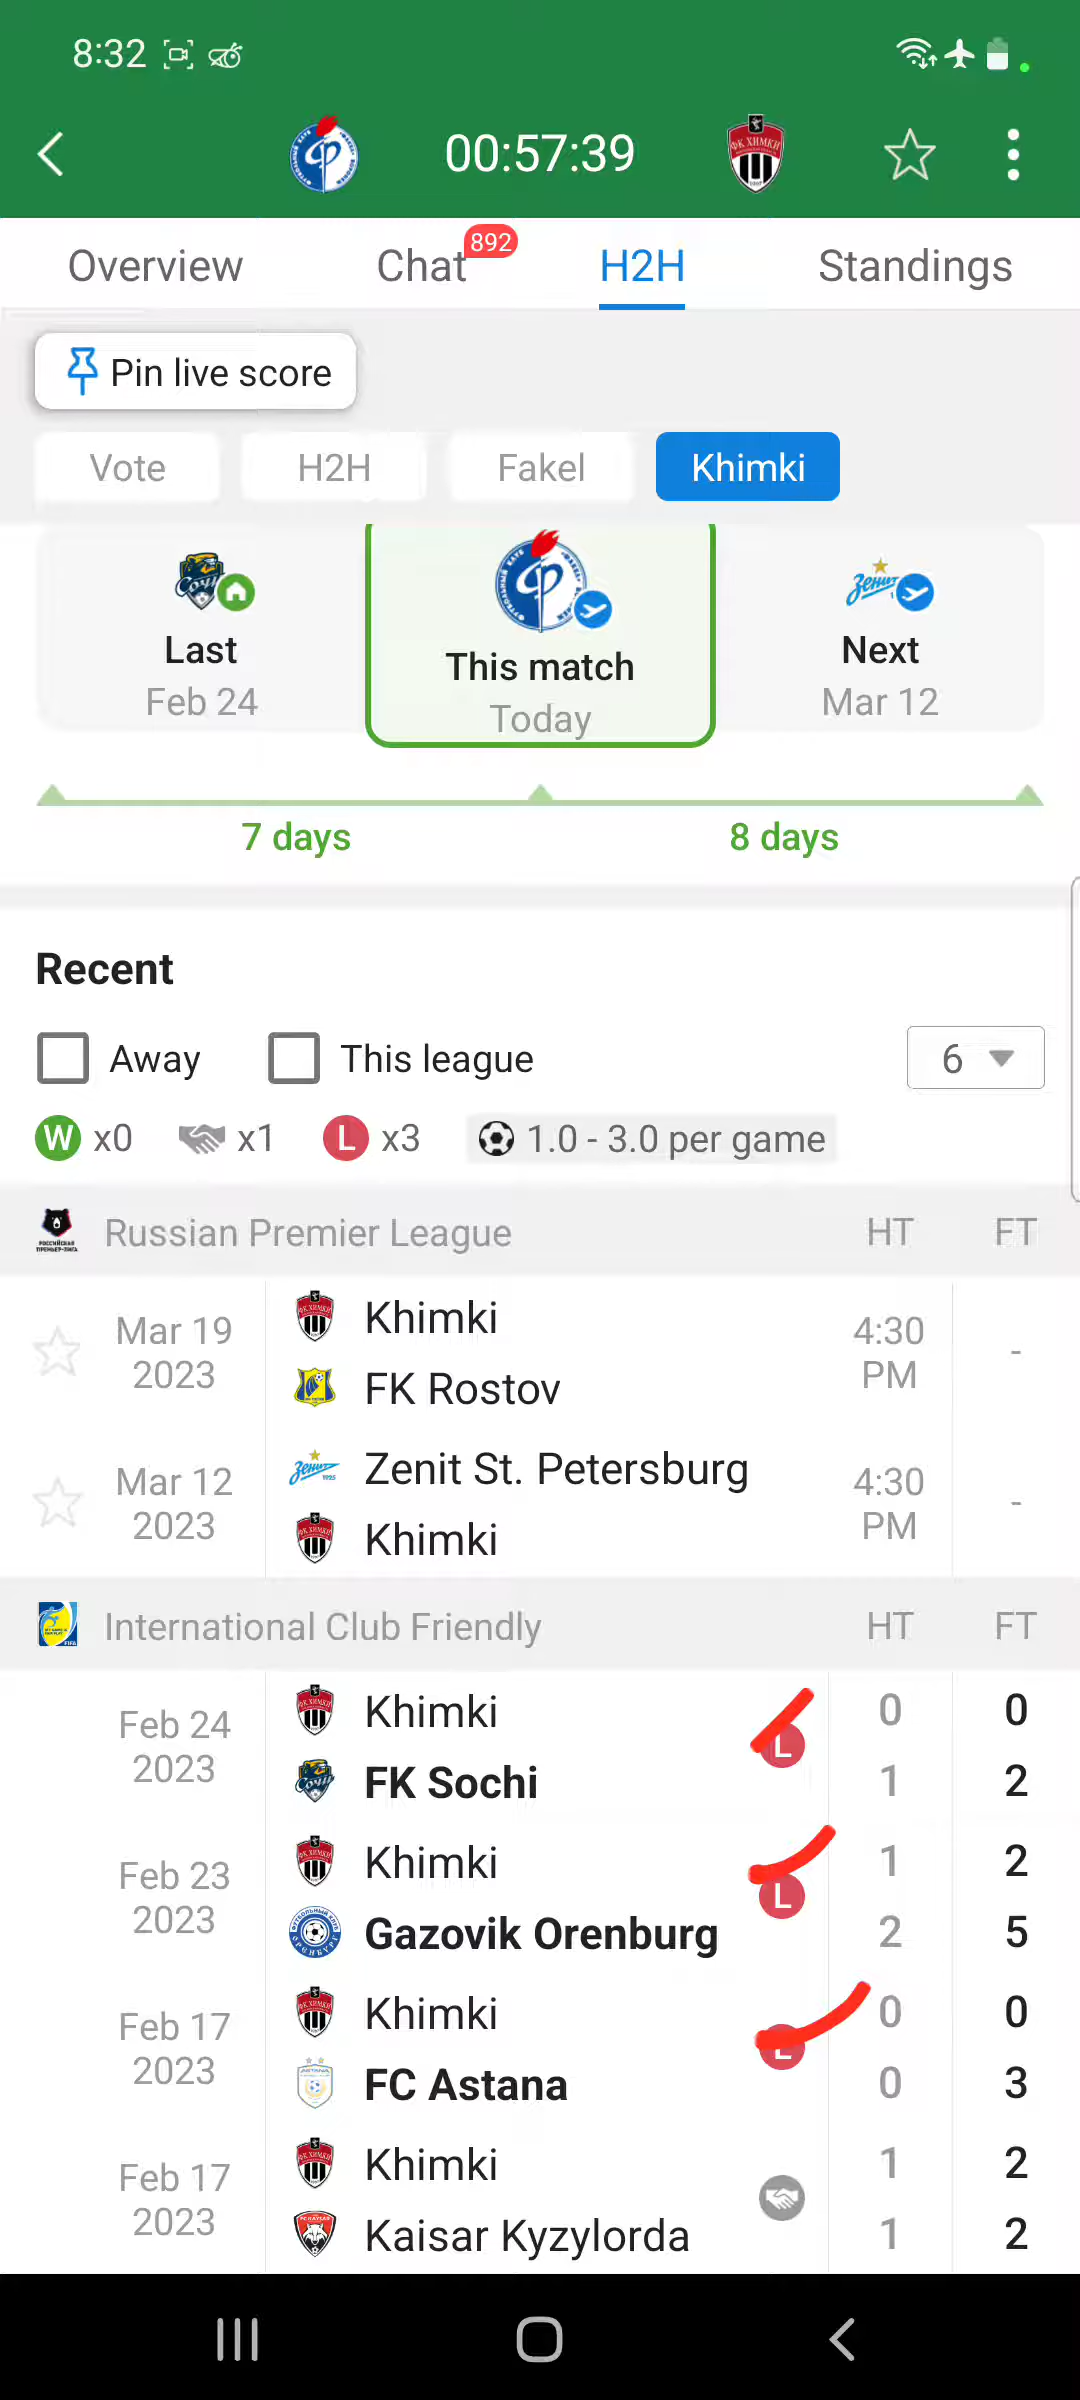 8:32
00:57:39
Overview
Chat
892
H2H
Standings
Pin live score
Vote
H2H
Fakel
Khimki
Last
Feb 24
This match
Today
Next
Mar 12
7 days
8 days
Recent
Away
This league
6
W x0
x1
L x3
1.0 - 3.0 per game
Russian Premier League HT FT
Mar 19
2023
Khimki
FK Rostov
4:30
PM
-
Mar 12
2023
Zenit St. Petersburg
Khimki
4:30
PM
-
International Club Friendly HT FT
Feb 24
2023
Khimki 0 0
L
FK Sochi 1 2
Feb 23
2023
Khimki 1 2
L
Gazovik Orenburg 2 5
Feb 17
2023
Khimki 0 0
L
FC Astana 0 3
Feb 17
2023
Khimki 1 2
Kaisar Kyzylorda 1 2